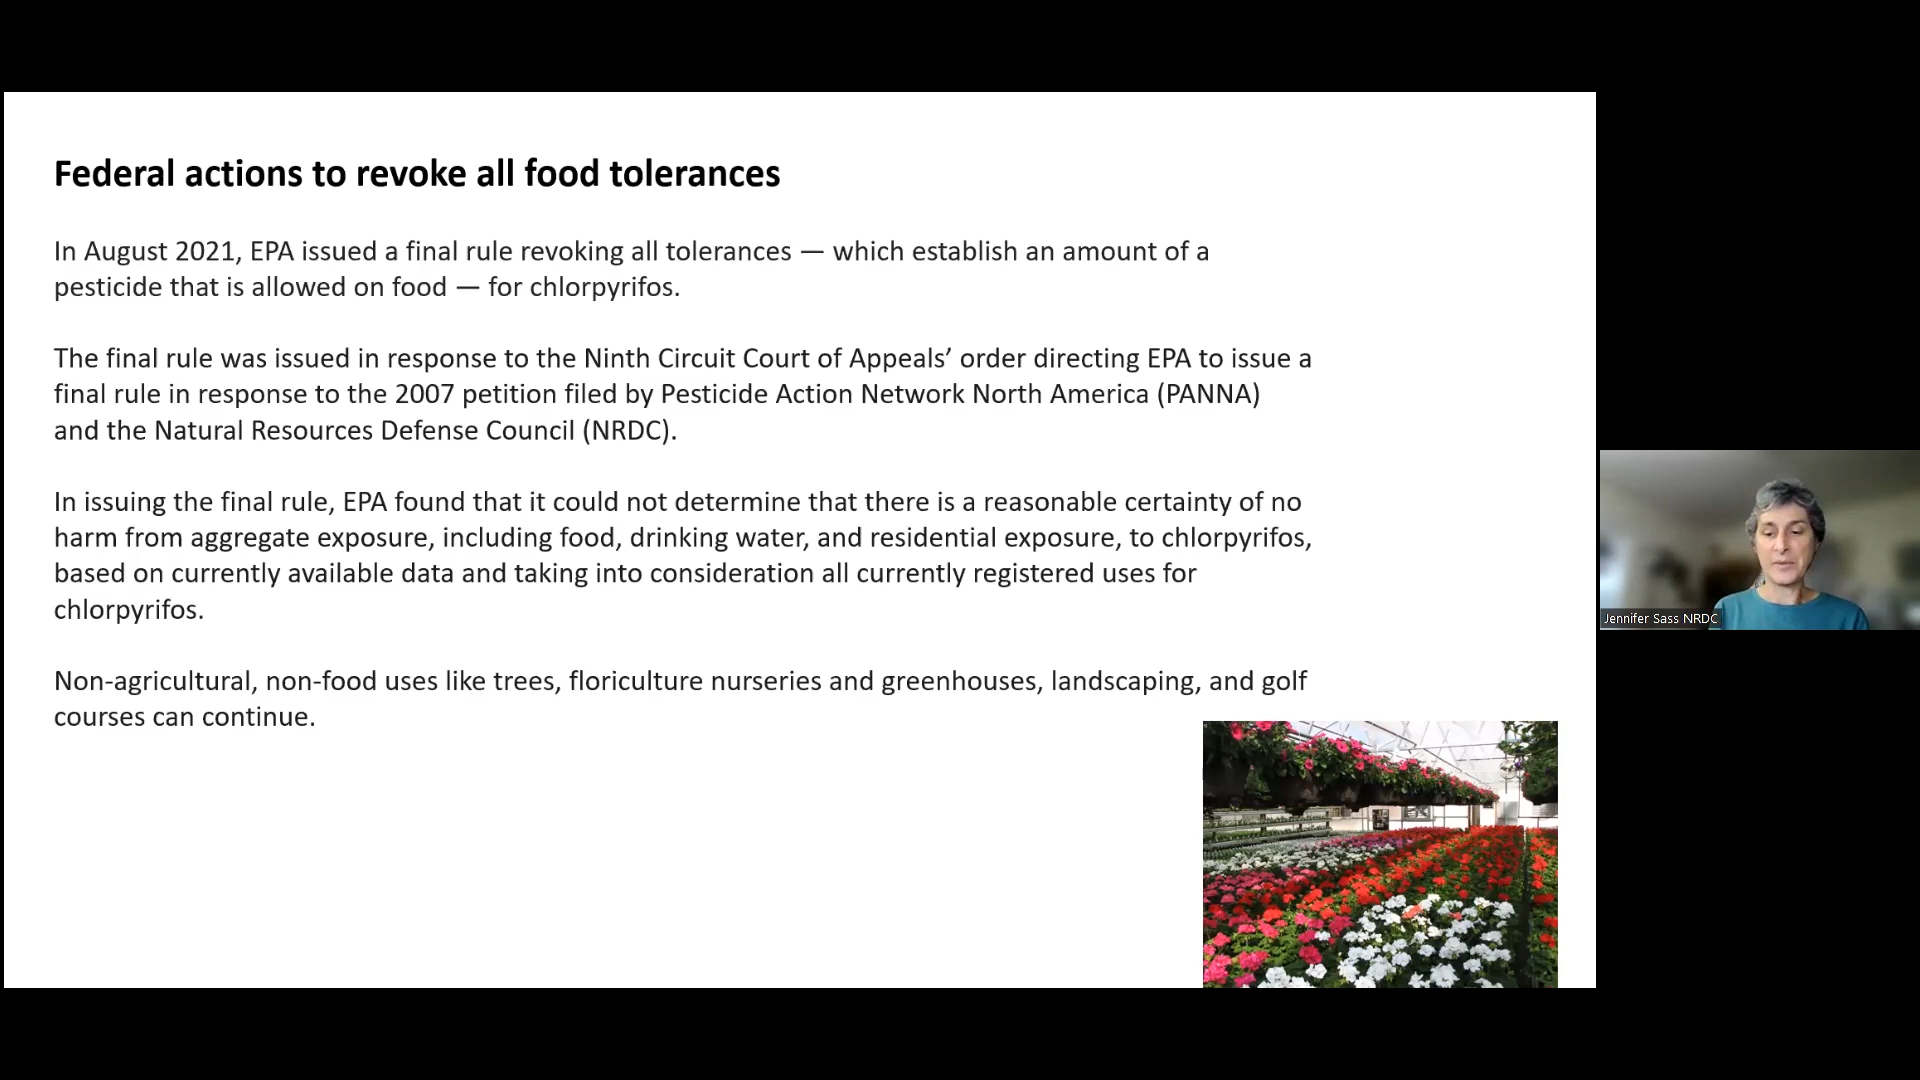 Federal actions to revoke all food tolerances
In August 2021, EPA issued a final rule revoking all tolerances — which establish an amount of a
pesticide that is allowed on food — for chlorpyrifos.
The final rule was issued in response to the Ninth Circuit Court of Appeals’ order directing EPA to issue a
final rule in response to the 2007 petition filed by Pesticide Action Network North America (PANNA)
and the Natural Resources Defense Council (NRDC).
In issuing the final rule, EPA found that it could not determine that there is a reasonable certainty of no
harm from aggregate exposure, including food, drinking water, and residential exposure, to chlorpyrifos,
based on currently available data and taking into consideration all currently registered uses for
chlorpyrifos.
Non-agricultural, non-food uses like trees, floriculture nurseries and greenhouses, landscaping, and golf
courses can continue.
Jennifer Sass NRDC